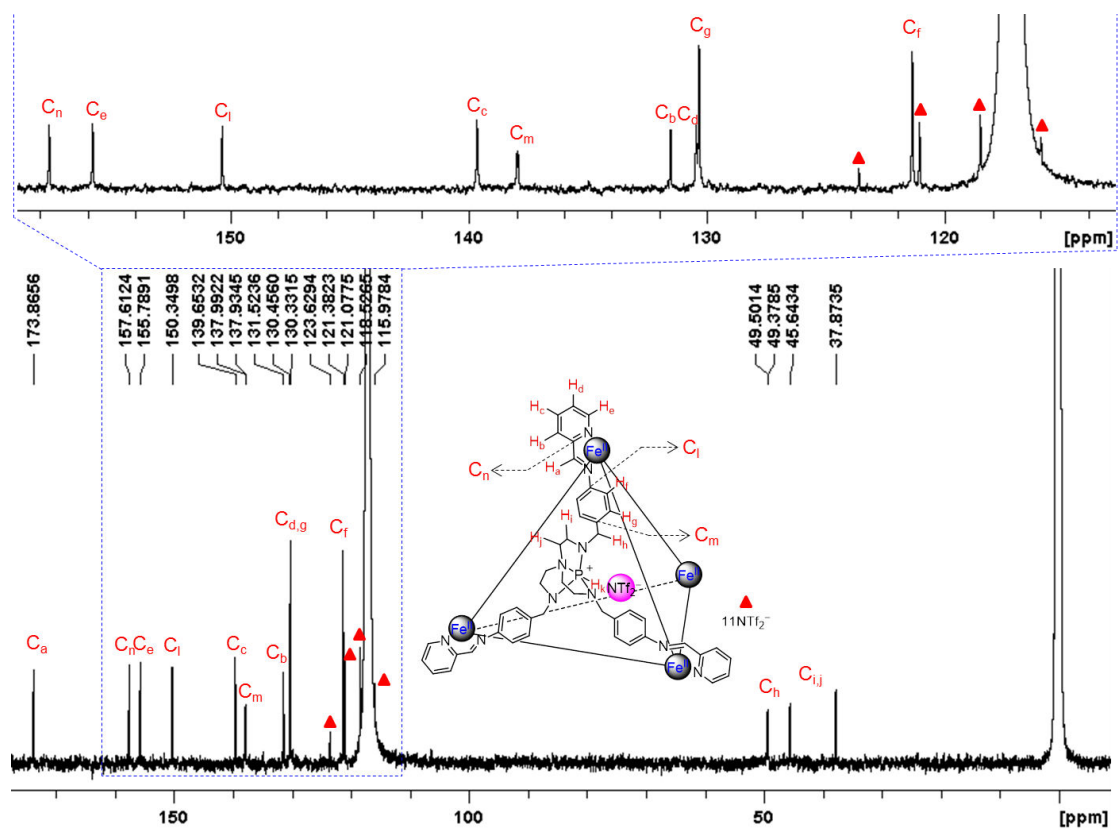 Cn Ce Cl Cc Cm Cb Cd Cg Cf
150 140 130 120 [ppm]
173.8656
157.6124
155.7891
150.3498
139.6532
137.9922
137.9345
131.5236
130.4560
130.3315
123.6294
121.3823
121.0775
118.5265
115.9784
49.5014
49.3785
45.6434
37.8735
Hd
Hc He
Hb N
Ha N
FeII
Cn Cl
Hf
Hg
Cm
Hi
Hj N Hh
N P+ N N
Hk NTf2−
FeII FeII FeII
N N N N
11NTf2−
Ca Cn Ce Cl Cc Cm Cb Cd,g Cf Ch Ci,j
150 100 50 [ppm]